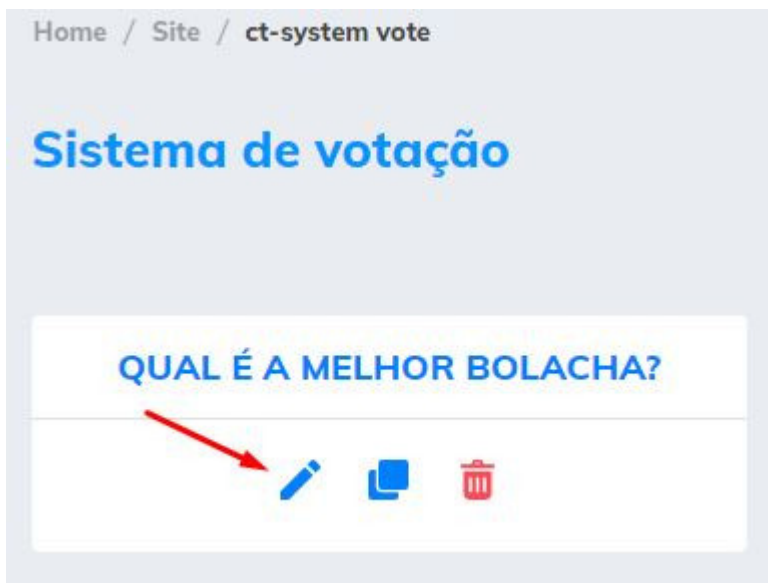 Home / Site / ct-system vote
Sistema de votação
QUAL É A MELHOR BOLACHA?